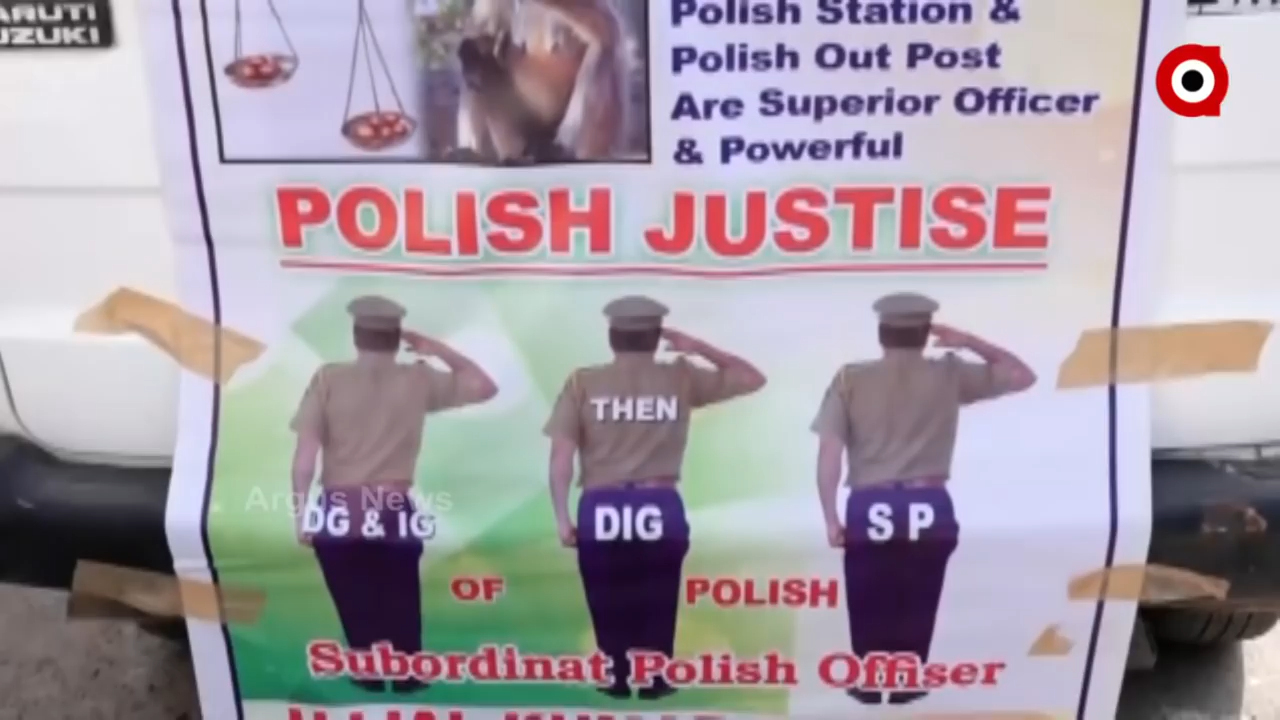 ARUTI
UZUKI
Polish Station &
Polish Out Post
Are Superior Officer
& Powerful
POLISH JUSTISE
THEN
Argus News
DG & IG
DIG
S P
OF POLISH
Subordinat Polish Offiser